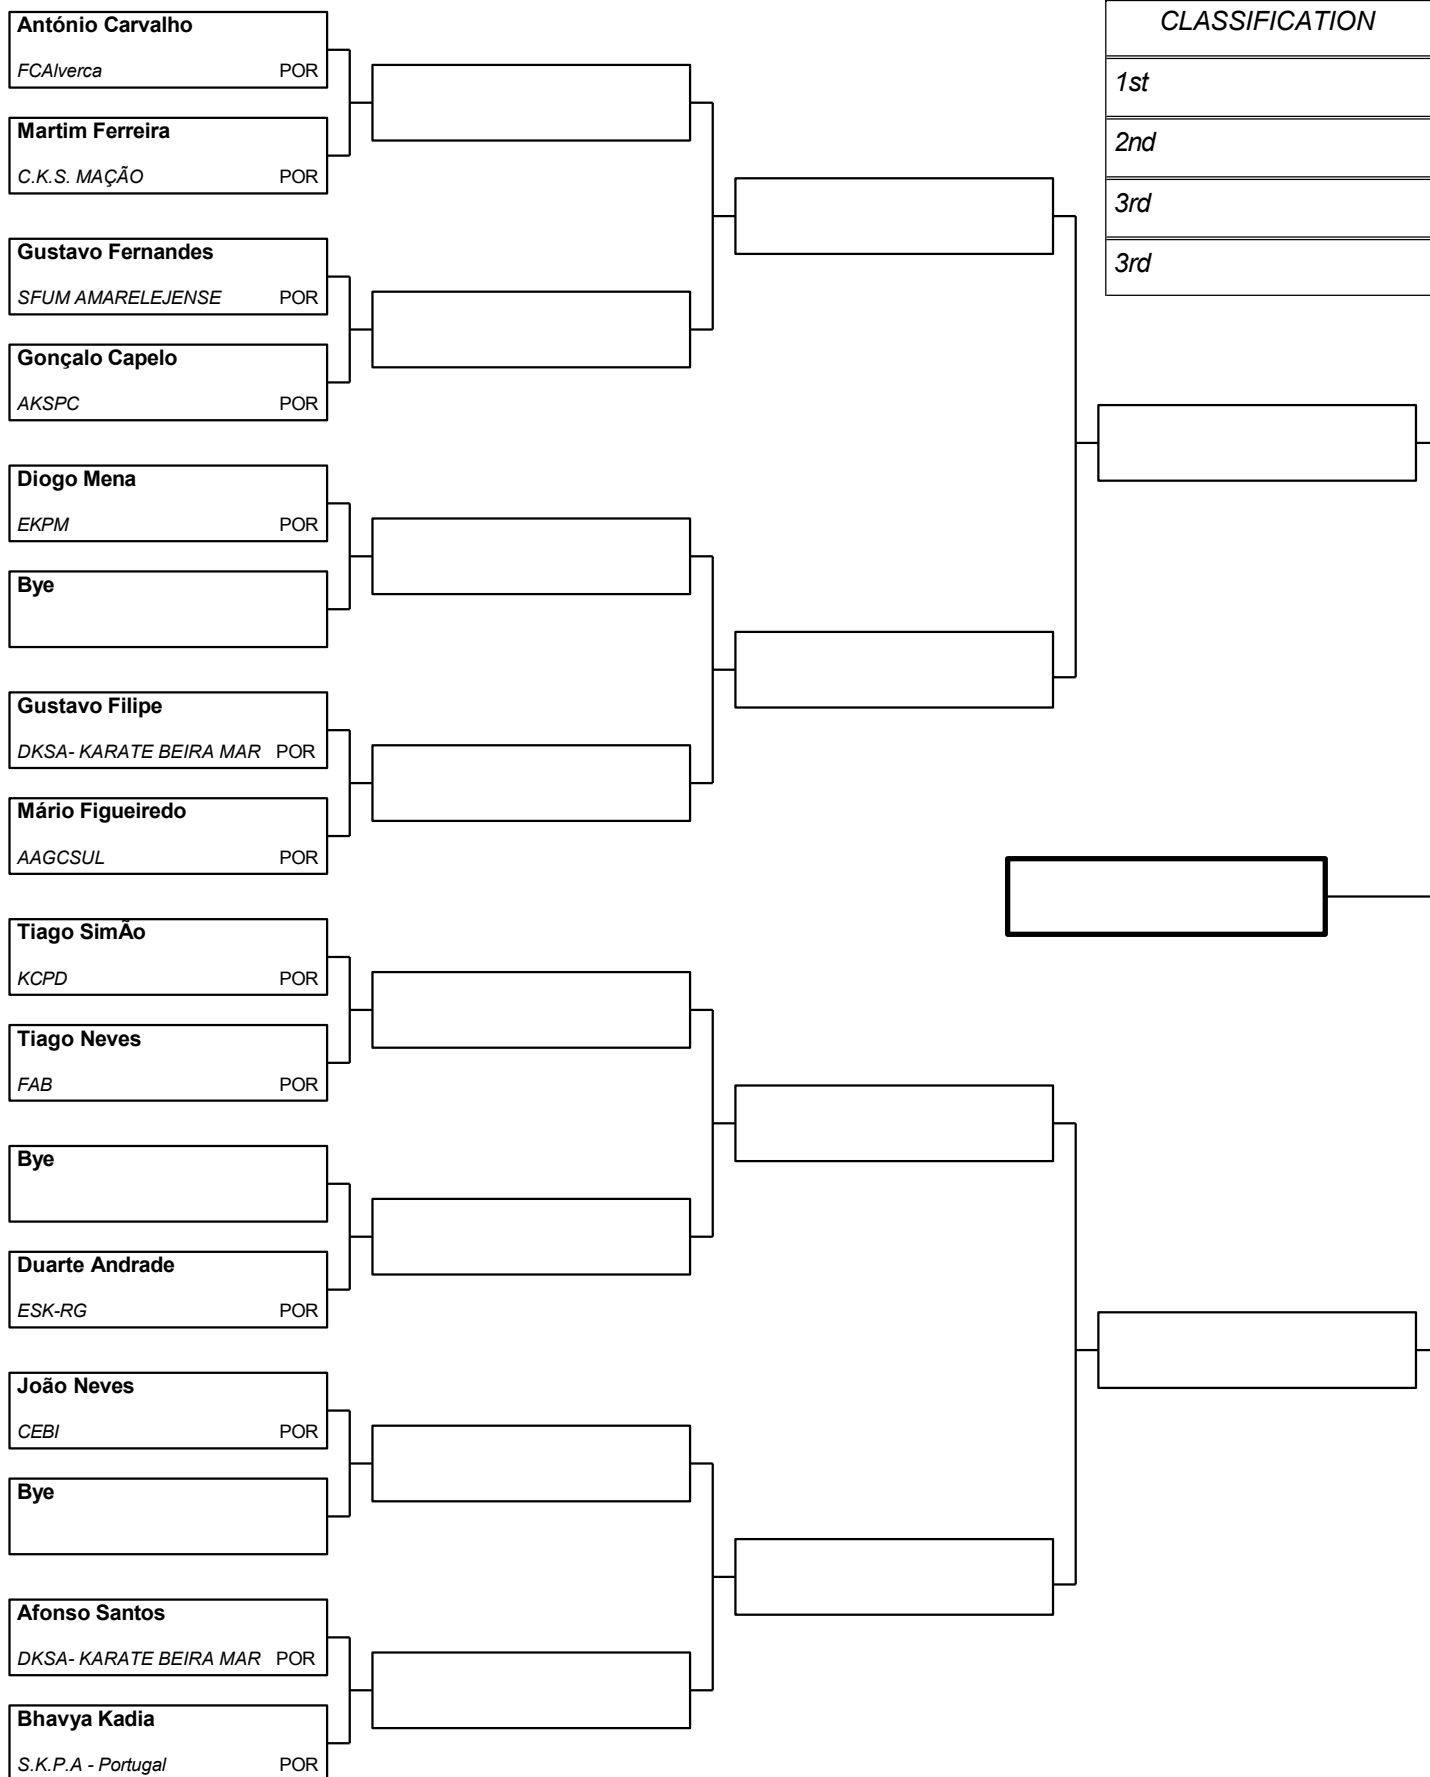 António Carvalho
FCAlverca POR
Martim Ferreira
C.K.S. MAÇÃO POR
Gustavo Fernandes
SFUM AMARELEJENSE POR
Gonçalo Capelo
AKSPC POR
Diogo Mena
EKPM POR
Bye
Gustavo Filipe
DKSA- KARATE BEIRA MAR POR
Mário Figueiredo
AAGCSUL POR
Tiago SimÃo
KCPD POR
Tiago Neves
FAB POR
Bye
Duarte Andrade
ESK-RG POR
João Neves
CEBI POR
Bye
Afonso Santos
DKSA- KARATE BEIRA MAR POR
Bhavya Kadia
S.K.P.A - Portugal POR
CLASSIFICATION
1st
2nd
3rd
3rd